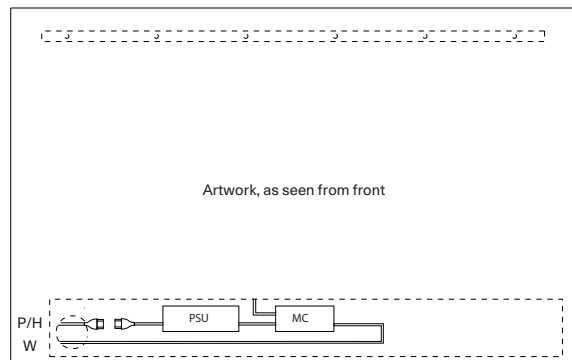 Artwork, as seen from front
PSU
MC
P/H
W